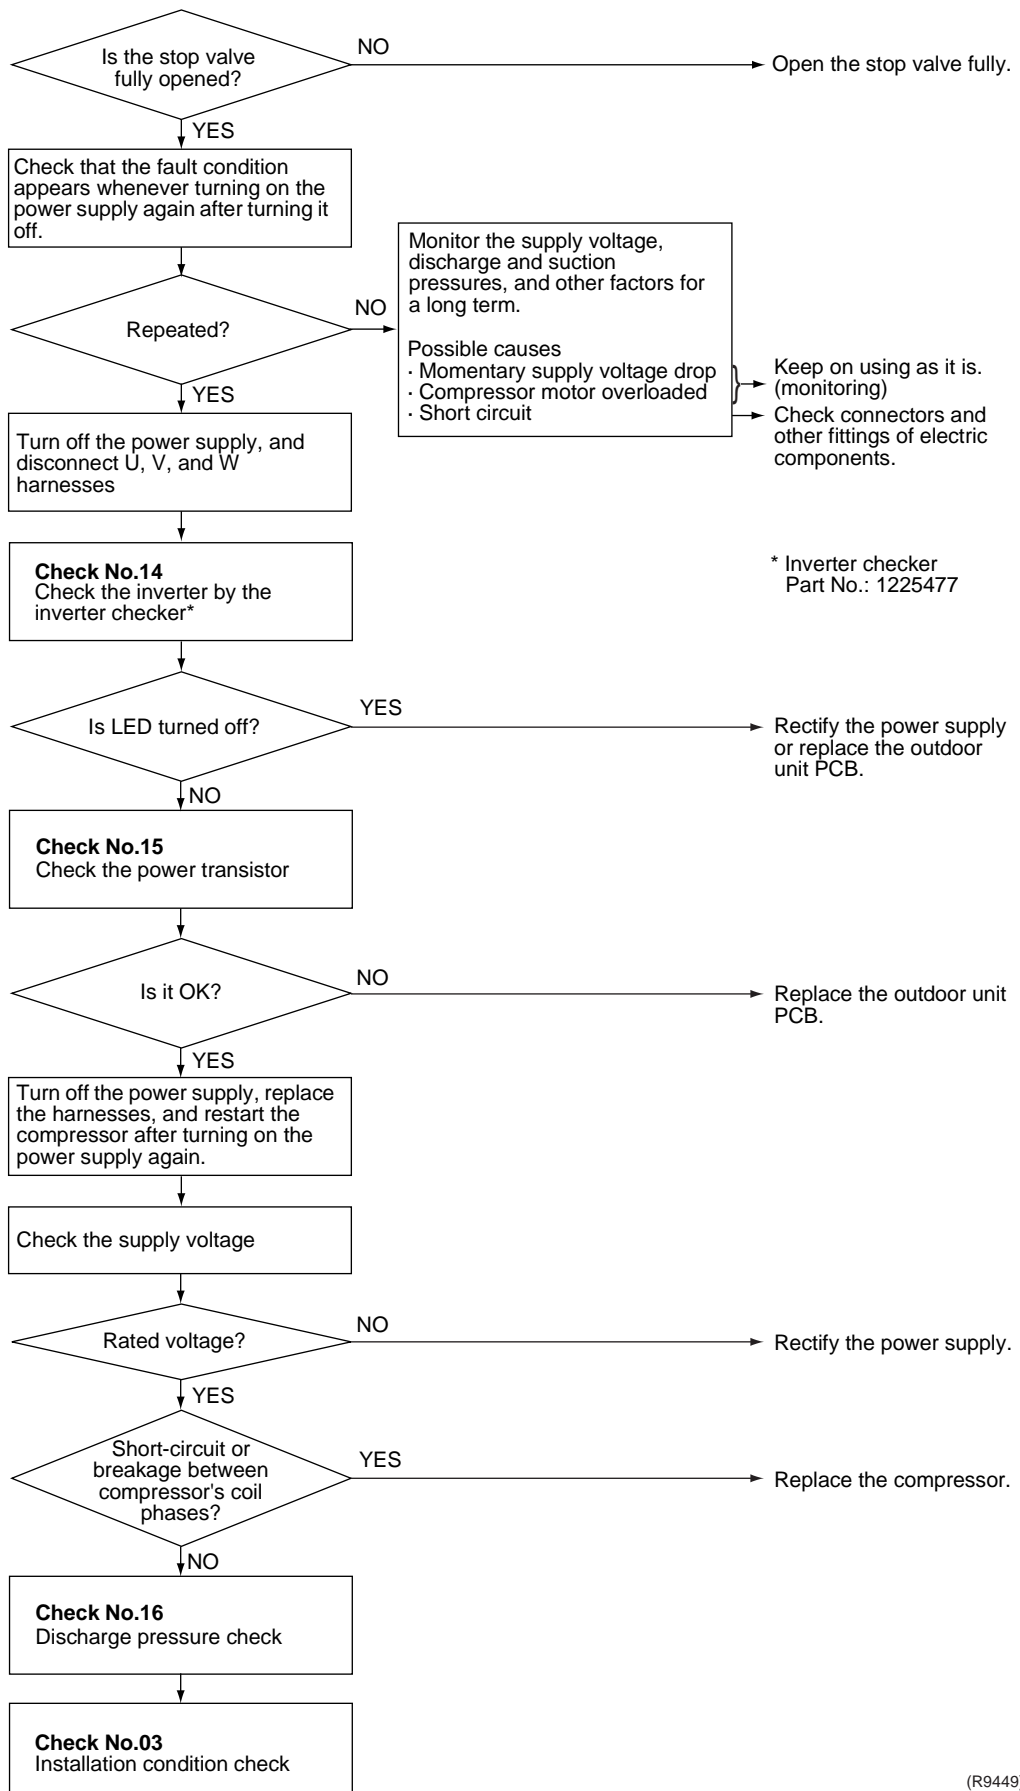 Is the stop valve
fully opened?
NO
Open the stop valve fully.
YES
Check that the fault condition
appears whenever turning on the
power supply again after turning it
off.
Repeated?
NO
Monitor the supply voltage,
discharge and suction
pressures, and other factors for
a long term.
Possible causes
· Momentary supply voltage drop
· Compressor motor overloaded
· Short circuit
Keep on using as it is.
(monitoring)
Check connectors and
other fittings of electric
components.
YES
Turn off the power supply, and
disconnect U, V, and W
harnesses
Check No.14
Check the inverter by the
inverter checker*
* Inverter checker
Part No.: 1225477
Is LED turned off?
YES
Rectify the power supply
or replace the outdoor
unit PCB.
NO
Check No.15
Check the power transistor
Is it OK?
NO
Replace the outdoor unit
PCB.
YES
Turn off the power supply, replace
the harnesses, and restart the
compressor after turning on the
power supply again.
Check the supply voltage
Rated voltage?
NO
Rectify the power supply.
YES
Short-circuit or
breakage between
compressor's coil
phases?
YES
Replace the compressor.
NO
Check No.16
Discharge pressure check
Check No.03
Installation condition check
(R9449)